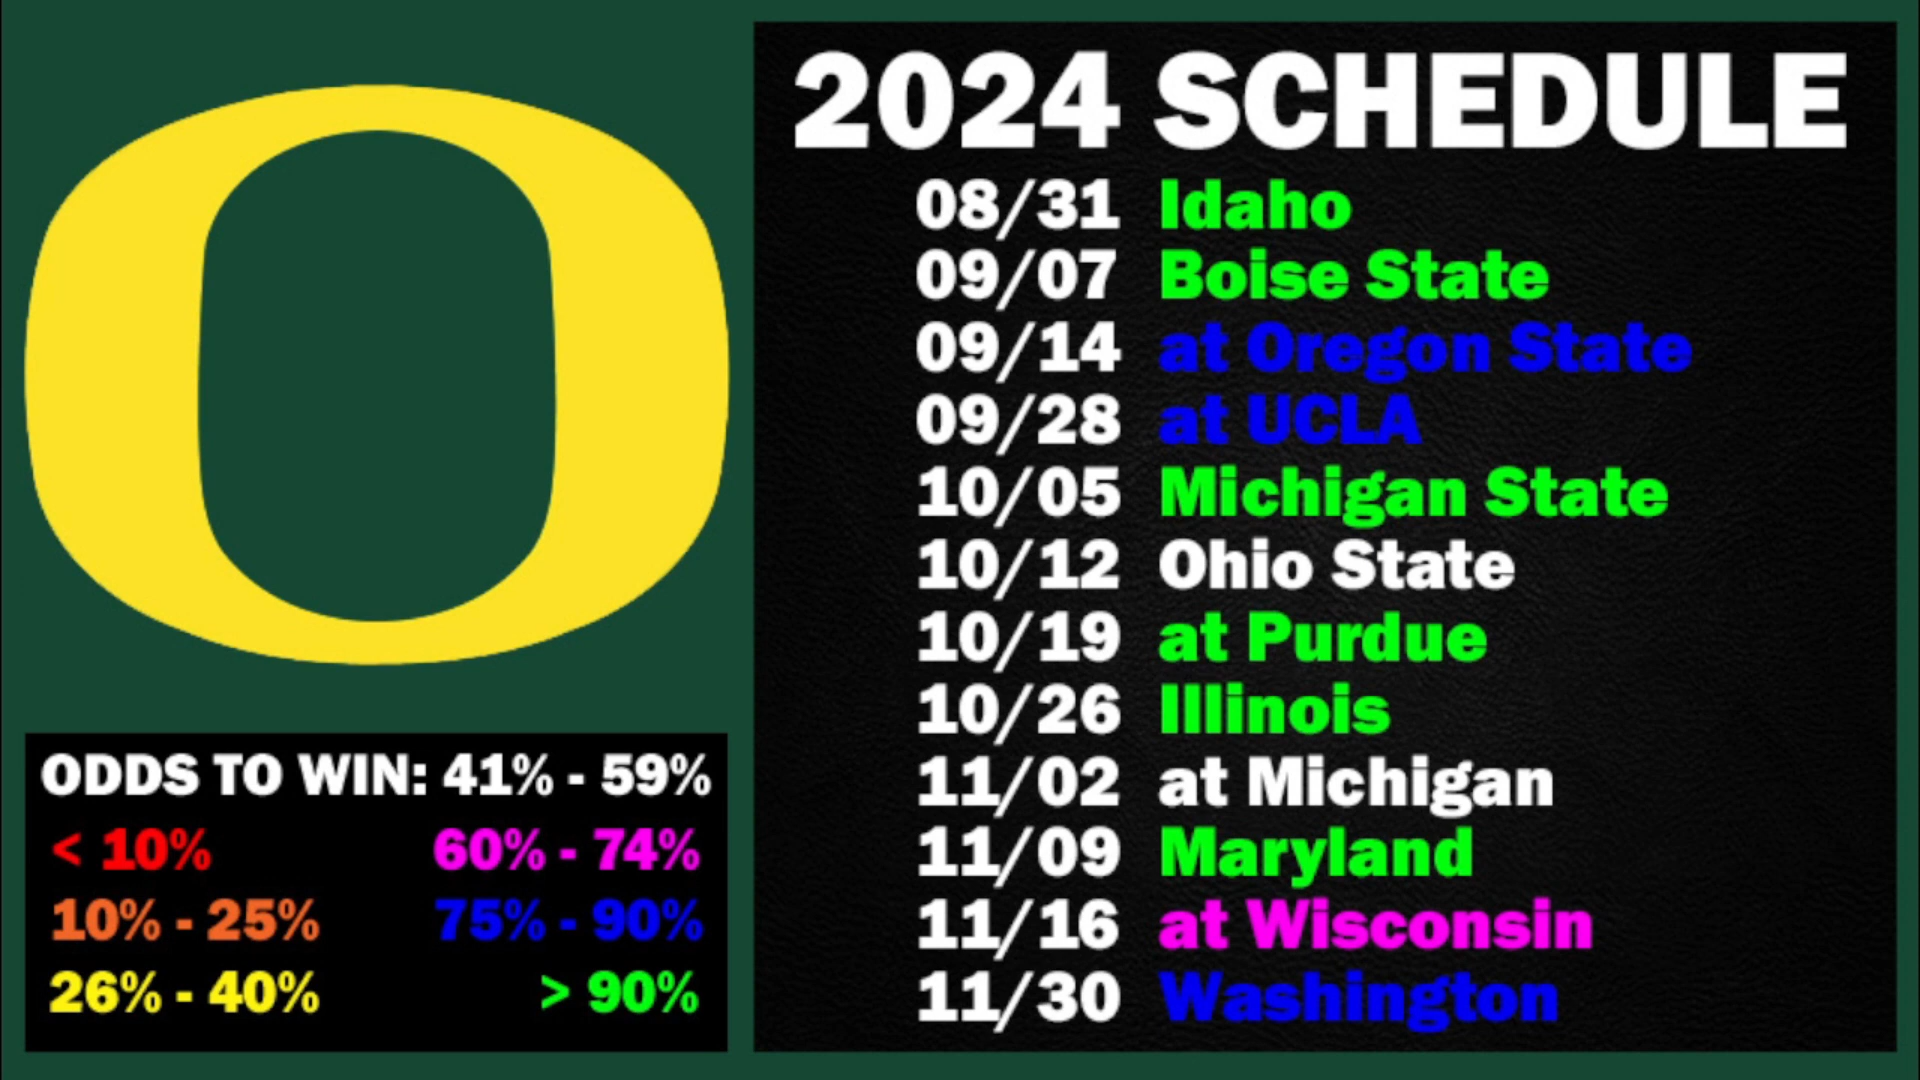 2024 SCHEDULE
08/31 Idaho
09/07 Boise State
09/14 at Oregon State
09/28 at UCLA
10/05 Michigan State
10/12 Ohio State
10/19 at Purdue
10/26 Illinois
11/02 at Michigan
11/09 Maryland
11/16 at Wisconsin
11/30 Washington
O
ODDS TO WIN: 41% - 59%
< 10% 60% - 74%
10% - 25% 75% - 90%
26% - 40% > 90%